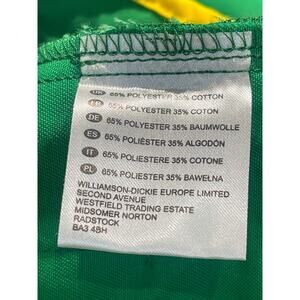 65% POLYESTER 35% COTTON
65% POLYESTER 35% COTON
DE 65% POLYESTER 35% BAUMWOLLE
ES 65% POLIÉSTER 35% ALGODÓN
IT 65% POLIESTERE 35% COTONE
PL 65% POLIESTER 35% BAWEŁNA
WILLIAMSON-DICKIE EUROPE LIMITED
SECOND AVENUE
WESTFIELD TRADING ESTATE
MIDSOMER NORTON
RADSTOCK
BA3 4BH